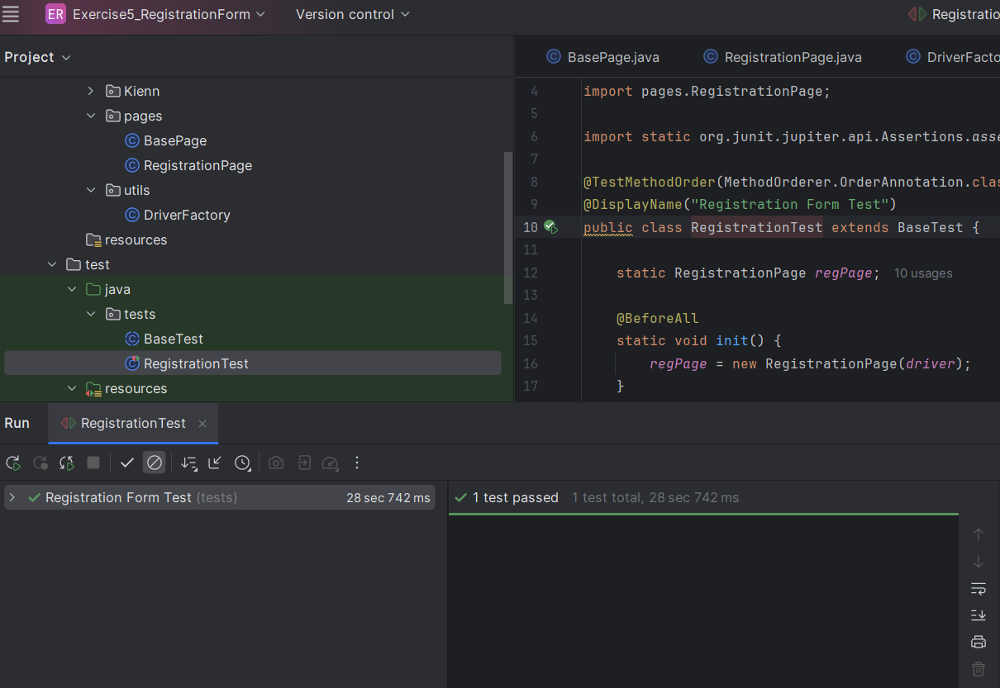 ER Exercise5_RegistrationForm Version control Registratio
Project
Kienn
pages
BasePage
RegistrationPage
utils
DriverFactory
resources
test
java
tests
BaseTest
RegistrationTest
resources
BasePage.java RegistrationPage.java DriverFacto
4 import pages.RegistrationPage;
5
6 import static org.junit.jupiter.api.Assertions.asse
7
8 @TestMethodOrder(MethodOrderer.OrderAnnotation.clas
9 @DisplayName("Registration Form Test")
10 public class RegistrationTest extends BaseTest {
11
12 static RegistrationPage regPage; 10 usages
13
14 @BeforeAll
15 static void init() {
16 regPage = new RegistrationPage(driver);
17 }
Run RegistrationTest
Registration Form Test (tests) 28 sec 742 ms
1 test passed 1 test total, 28 sec 742 ms